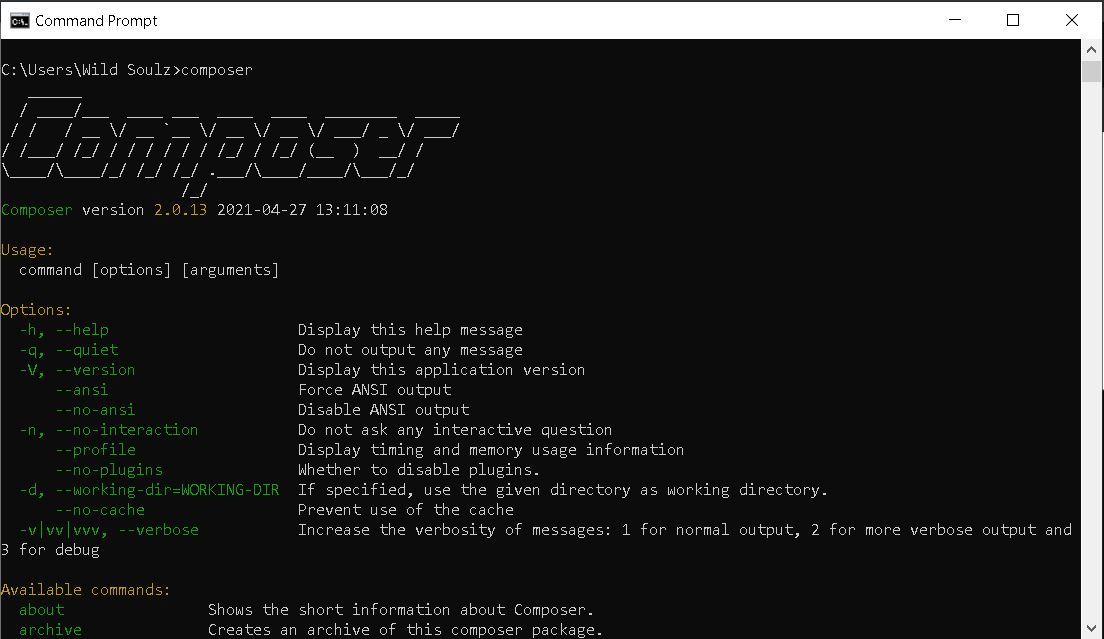 Command Prompt
C:\Users\Wild Soulz>composer
Composer
Composer version 2.0.13 2021-04-27 13:11:08
Usage:
command [options] [arguments]
Options:
-h, --help Display this help message
-q, --quiet Do not output any message
-V, --version Display this application version
--ansi Force ANSI output
--no-ansi Disable ANSI output
-n, --no-interaction Do not ask any interactive question
--profile Display timing and memory usage information
--no-plugins Whether to disable plugins.
-d, --working-dir=WORKING-DIR If specified, use the given directory as working directory.
--no-cache Prevent use of the cache
-v|vv|vvv, --verbose Increase the verbosity of messages: 1 for normal output, 2 for more verbose output and
3 for debug
Available commands:
about Shows the short information about Composer.
archive Creates an archive of this composer package.